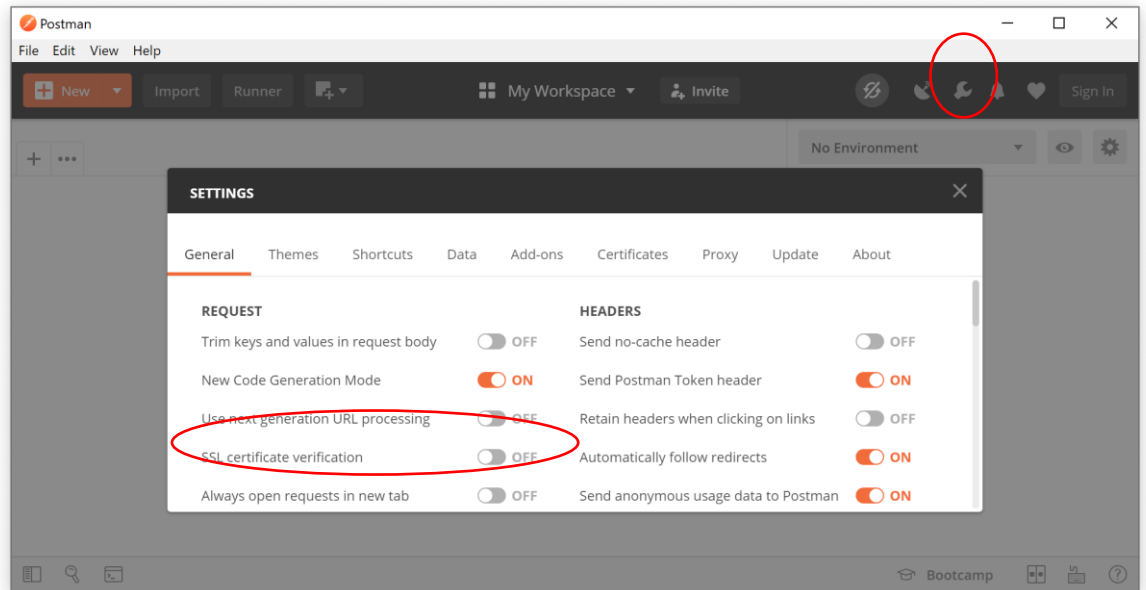 Postman
File Edit View Help
New Import Runner My Workspace Invite Sign In
No Environment
SETTINGS
General Themes Shortcuts Data Add-ons Certificates Proxy Update About
REQUEST HEADERS
Trim keys and values in request body OFF Send no-cache header OFF
New Code Generation Mode ON Send Postman Token header ON
Use next generation URL processing OFF Retain headers when clicking on links OFF
SSL certificate verification OFF Automatically follow redirects ON
Always open requests in new tab OFF Send anonymous usage data to Postman ON
Bootcamp